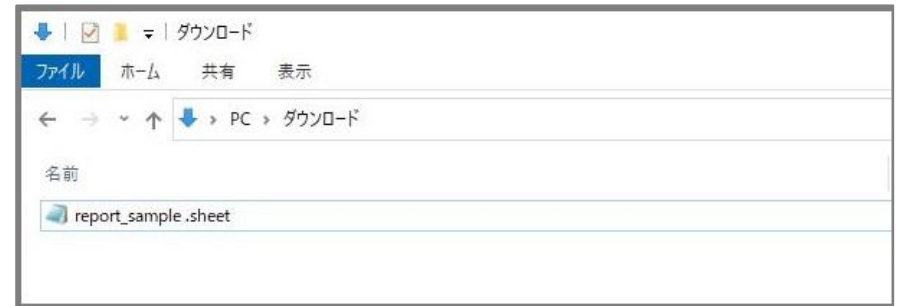 ダウンロード
ファイル ホーム 共有 表示
PC › ダウンロード
名前
report_sample .sheet